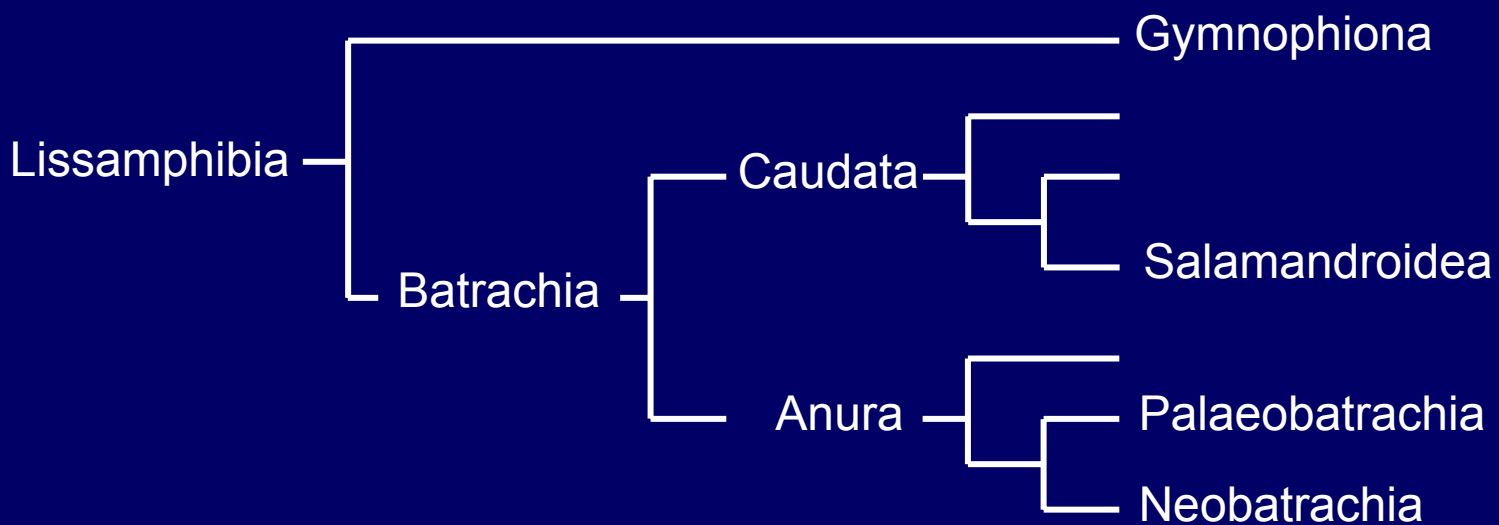 Gymnophiona
Lissamphibia
Caudata
Salamandroidea
Batrachia
Anura
Palaeobatrachia
Neobatrachia